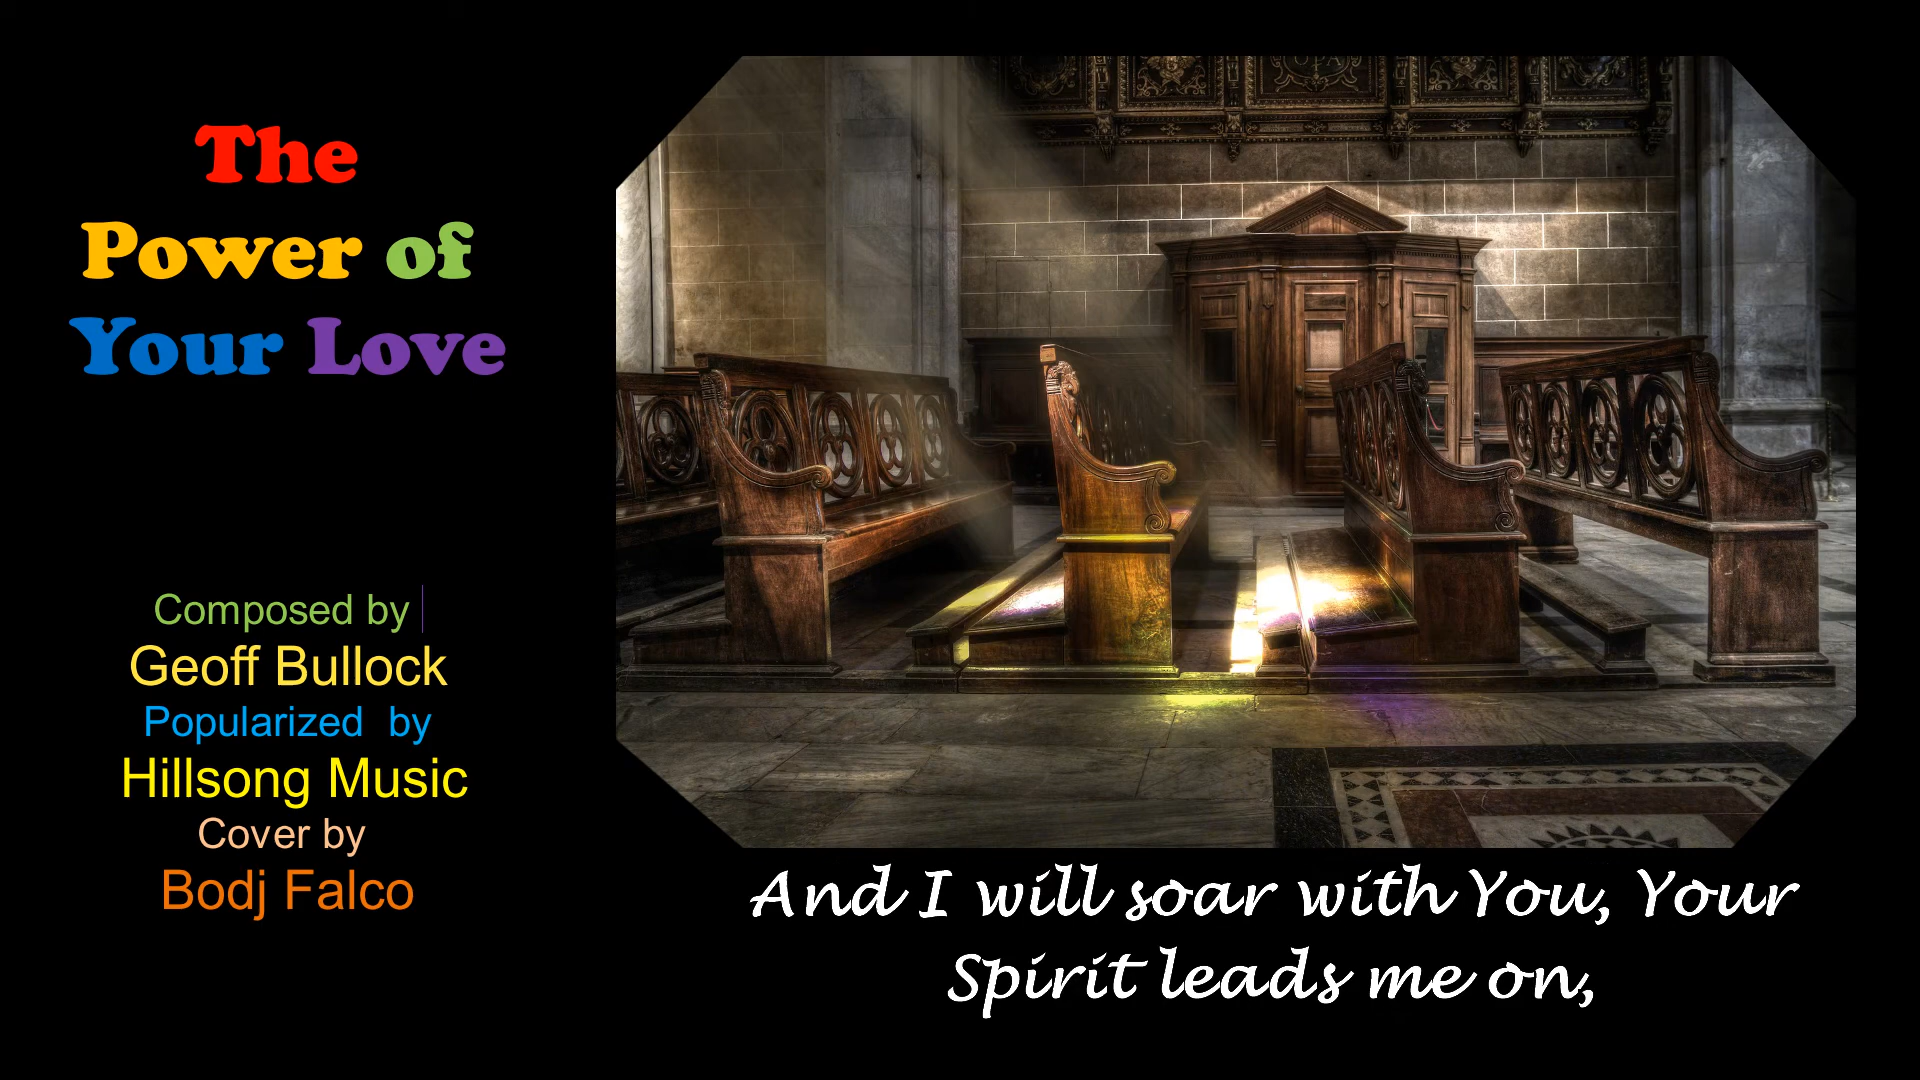 The
Power of
Your Love
Composed by
Geoff Bullock
Popularized by
Hillsong Music
Cover by
Bodj Falco
And I will soar with You, Your
Spirit leads me on,